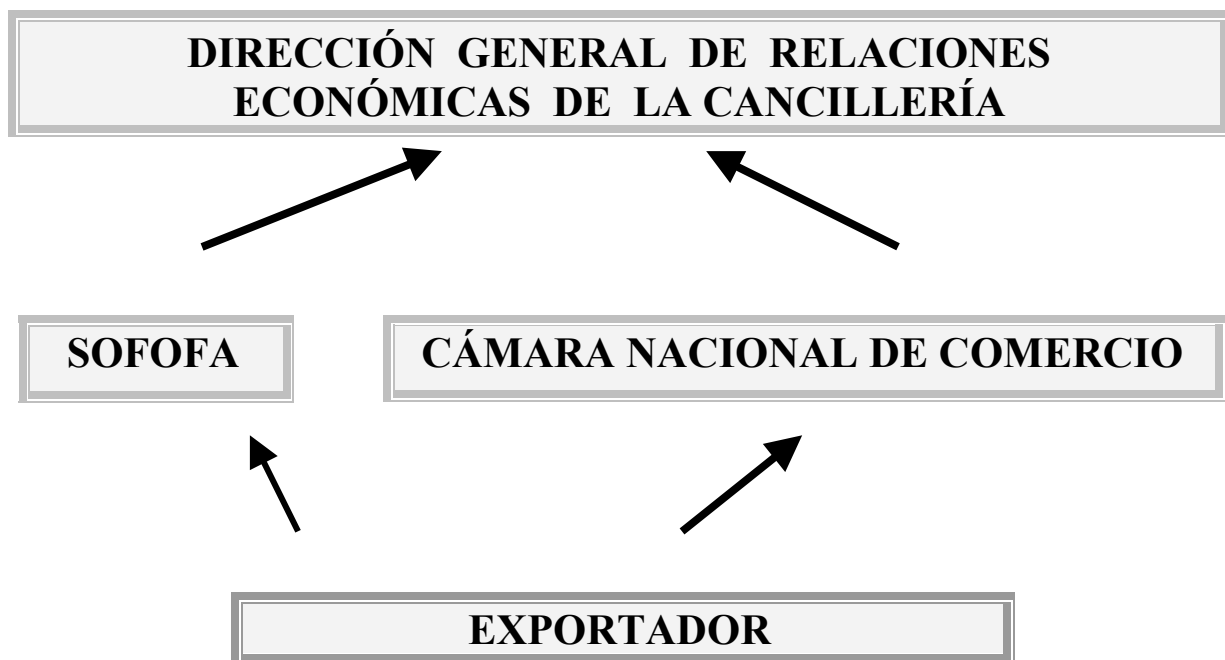 DIRECCIÓN GENERAL DE RELACIONES
ECONÓMICAS DE LA CANCILLERÍA
SOFOFA
CÁMARA NACIONAL DE COMERCIO
EXPORTADOR